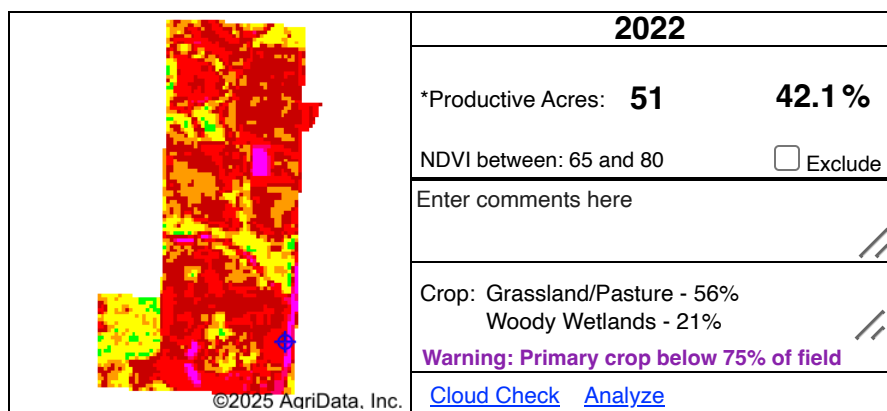 2022
*Productive Acres: 51 42.1%
NDVI between: 65 and 80 Exclude
Enter comments here
Crop: Grassland/Pasture - 56%
Woody Wetlands - 21%
Warning: Primary crop below 75% of field
Cloud Check Analyze
©2025 AgriData, Inc.